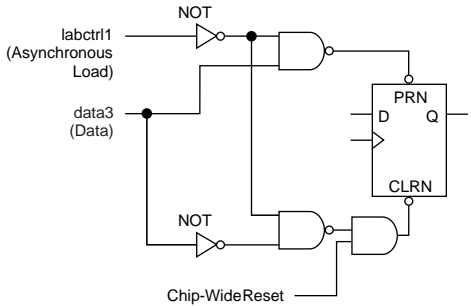 NOT
labctrl1
(Asynchronous
Load)
PRN
data3
(Data)
D
Q
CLRN
NOT
Chip-WideReset